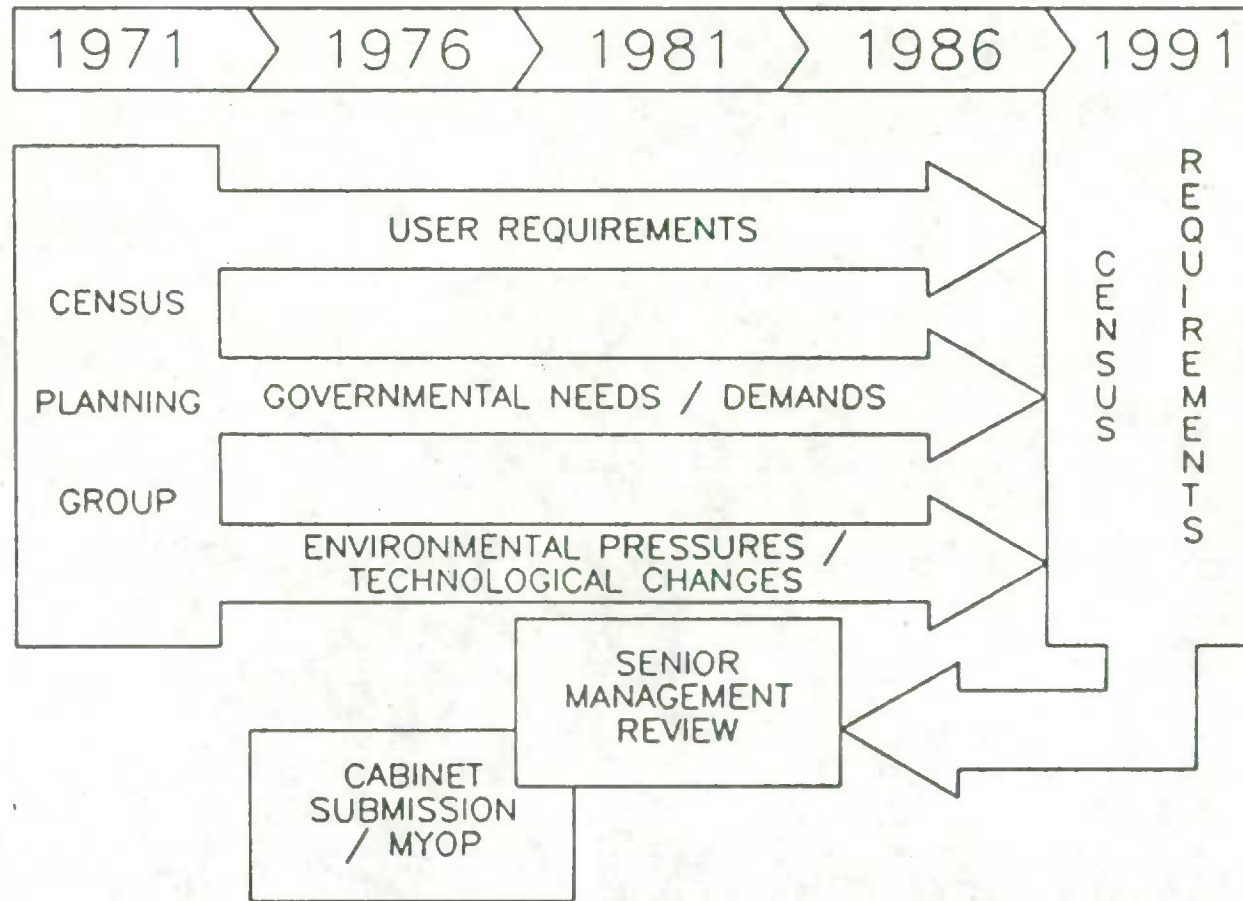 1971 1976 1981 1986 1991
CENSUS
PLANNING
GROUP
USER REQUIREMENTS
GOVERNMENTAL NEEDS / DEMANDS
ENVIRONMENTAL PRESSURES /
TECHNOLOGICAL CHANGES
CENSUS
REQUIREMENTS
SENIOR
MANAGEMENT
REVIEW
CABINET
SUBMISSION
/ MYOP